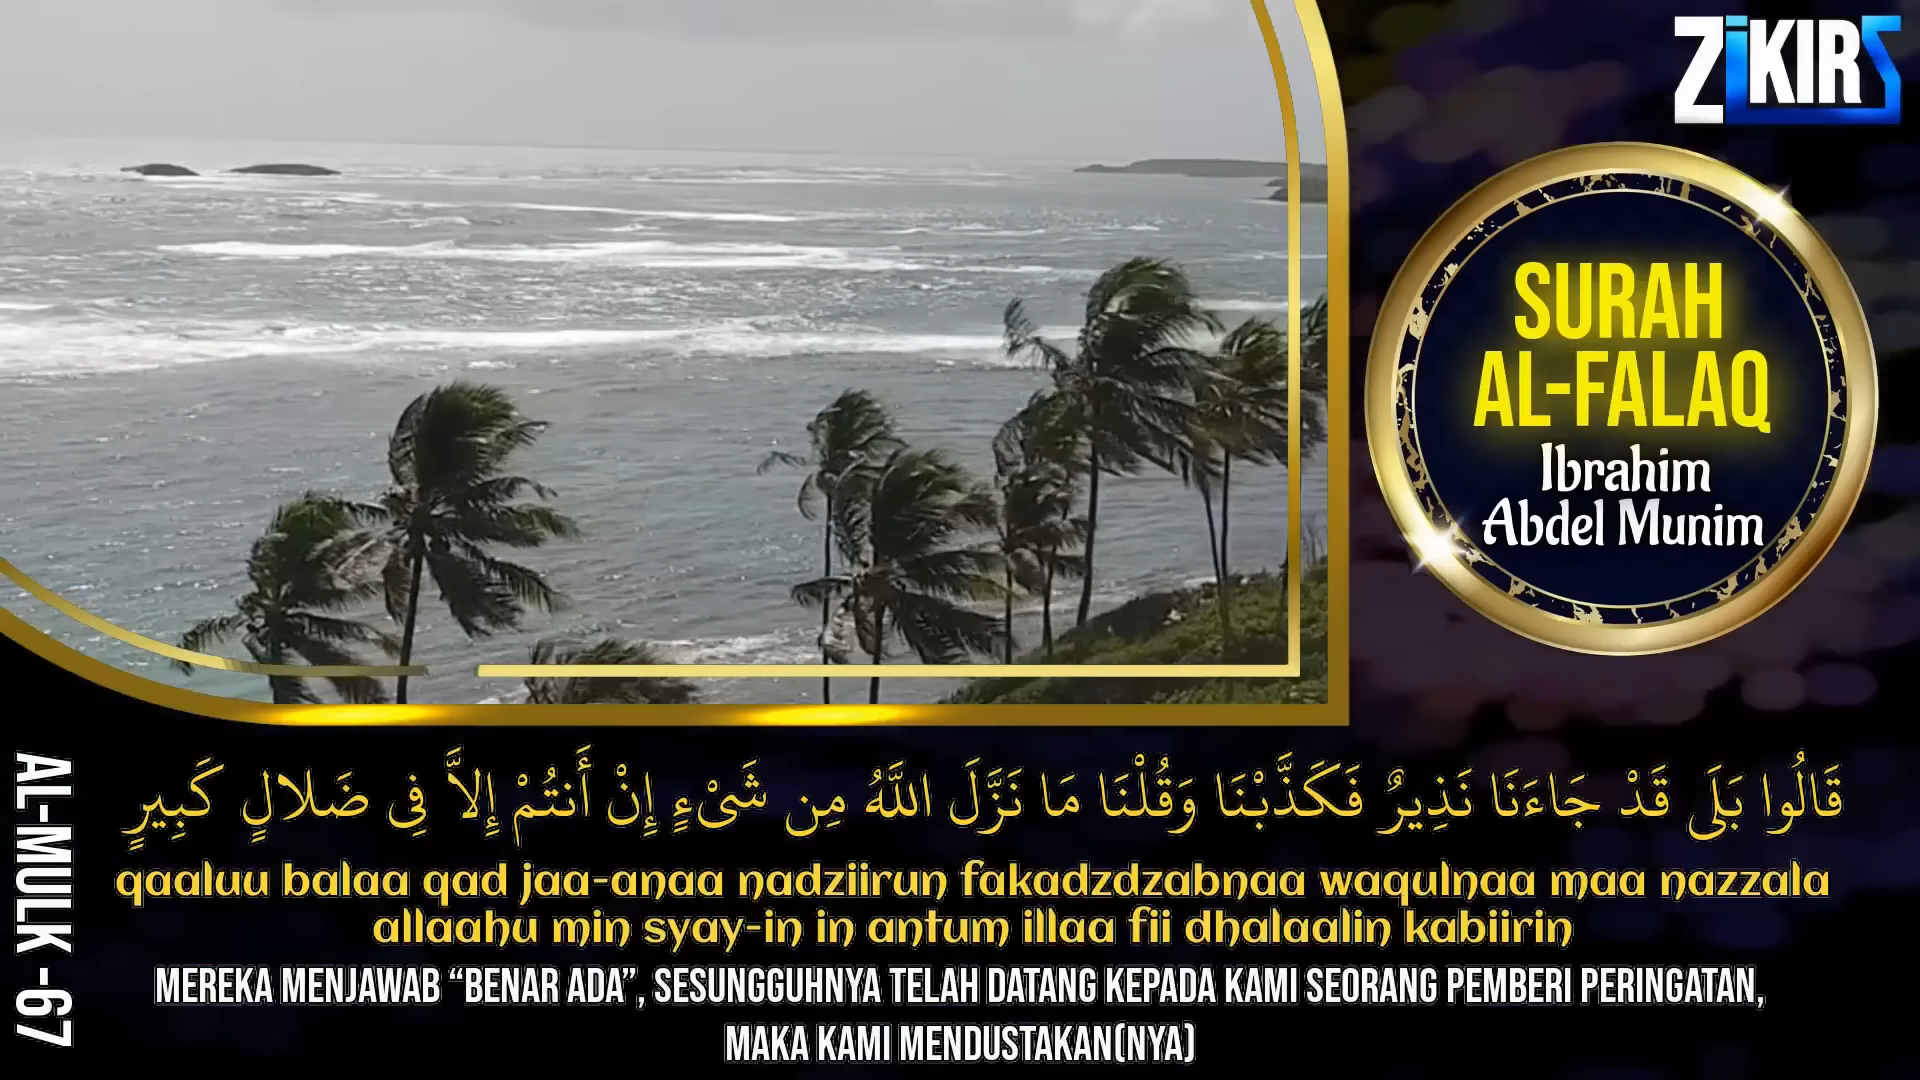 ZiKIRS
SURAH
AL-FALAQ
Ibrahim
Abdel Munim
قَالُوا بَلَى قَدْ جَاءَنَا نَذِيرٌ فَكَذَّبْنَا وَقُلْنَا مَا نَزَّلَ اللَّهُ مِن شَىْءٍ إِنْ أَنتُمْ إِلاَّ فِى ضَلالٍ كَبِيرٍ
qaaluu balaa qad jaa-anaa nadziirun fakadzdzabnaa waqulnaa maa nazzala
allaahu min syay-in in antum illaa fii dhalaalin kabiirin
MEREKA MENJAWAB “BENAR ADA”, SESUNGGUHNYA TELAH DATANG KEPADA KAMI SEORANG PEMBERI PERINGATAN,
MAKA KAMI MENDUSTAKAN(NYA)
AL-MULK -67